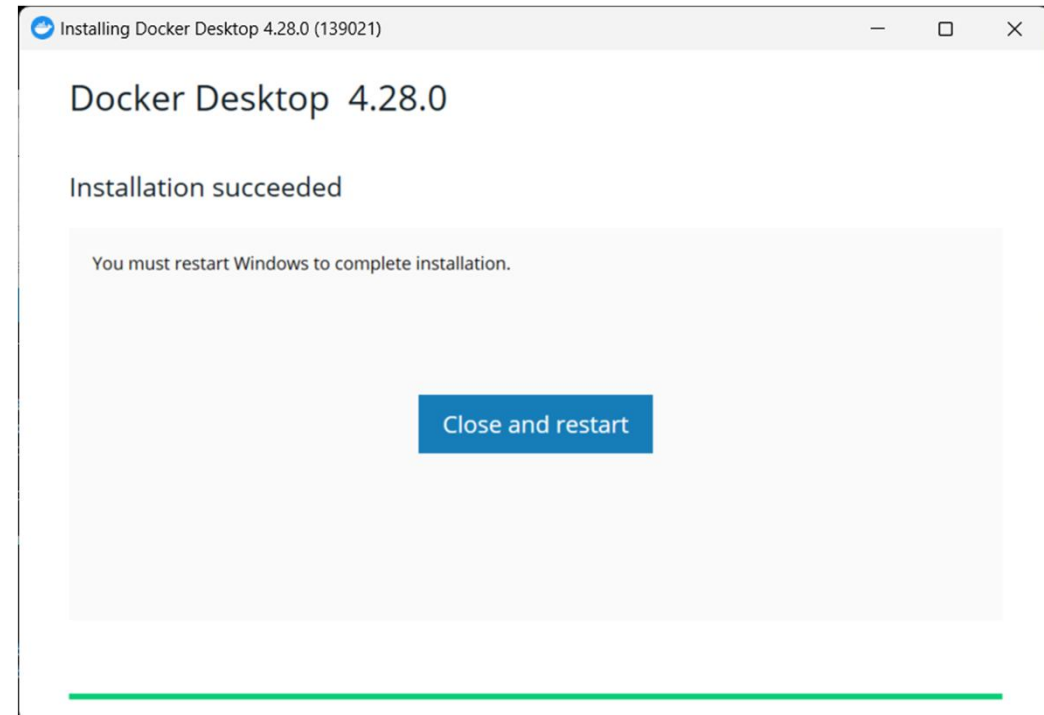 Installing Docker Desktop 4.28.0 (139021)
Docker Desktop 4.28.0
Installation succeeded
You must restart Windows to complete installation.
Close and restart